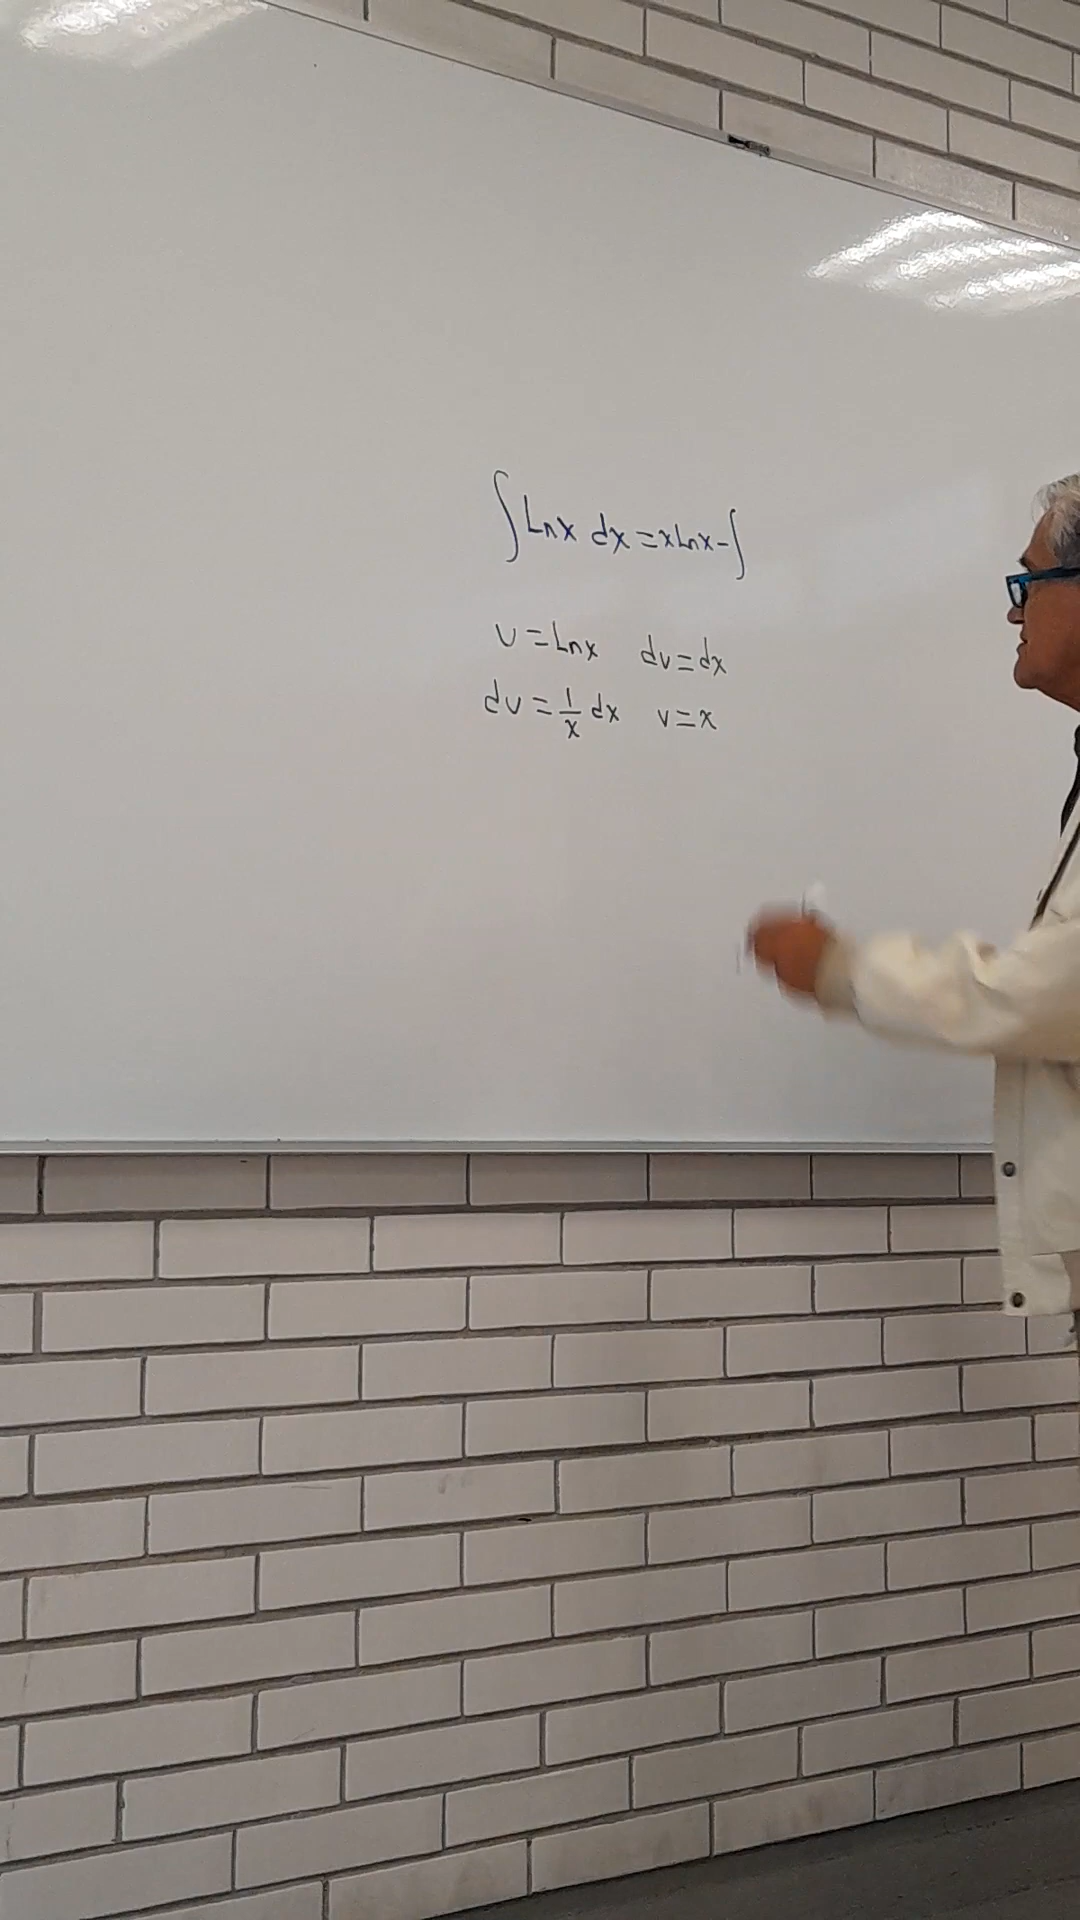 ∫ Lnx dx = xLnx - ∫
u = Lnx dv = dx
du = 1/x dx v = x